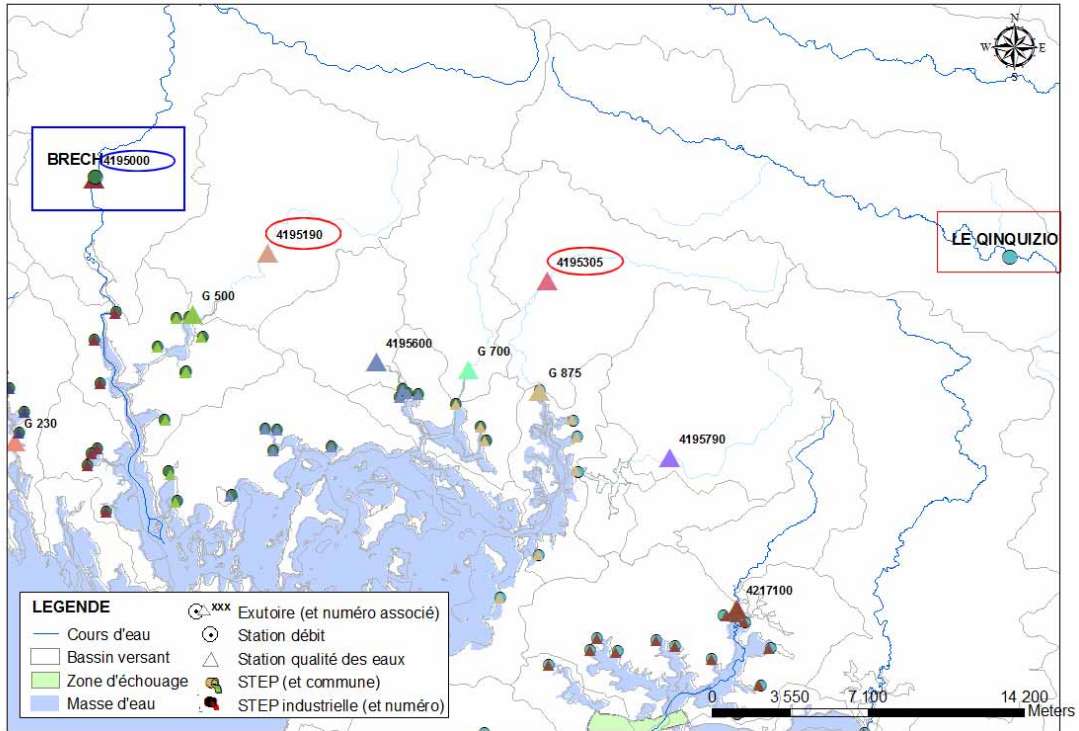 N
W E
S
BRECH 4195000
4195190
LE QINQUIZIO
4195305
G 500
4195600
G 700
G 875
G 230
4195790
4217100
LEGENDE
Cours d'eau
Bassin versant
Zone d'échouage
Masse d'eau
xxx Exutoire (et numéro associé)
Station débit
Station qualité des eaux
STEP (et commune)
STEP industrielle (et numéro)
0 3 550 7 100 14 200
Meters